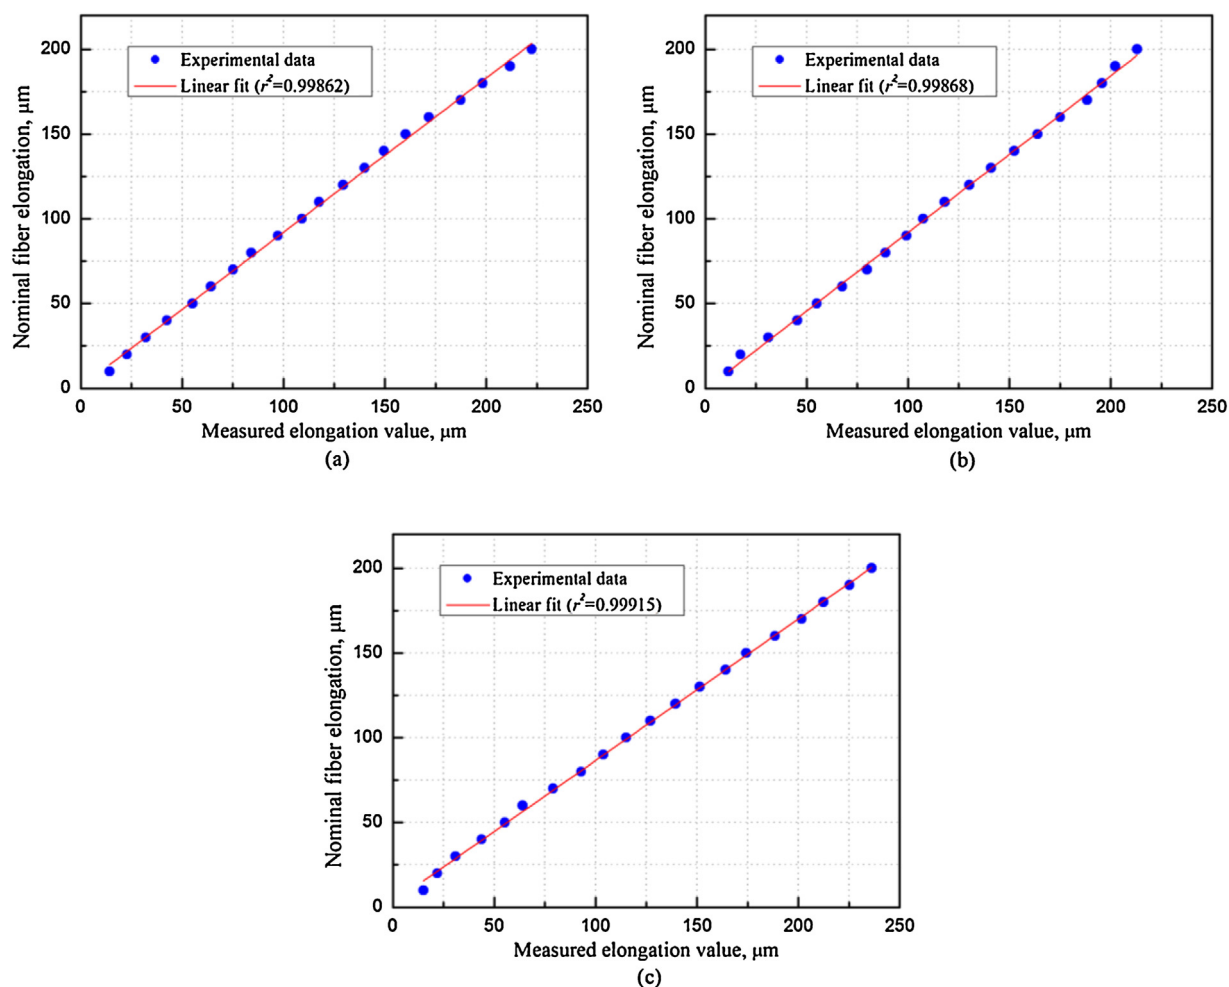 200
150
100
50
0
Nominal fiber elongation, μm
Experimental data
Linear fit (r²=0.99862)
0 50 100 150 200 250
Measured elongation value, μm
(a)
200
150
100
50
0
Nominal fiber elongation, μm
Experimental data
Linear fit (r²=0.99868)
0 50 100 150 200 250
Measured elongation value, μm
(b)
200
150
100
50
0
Nominal fiber elongation, μm
Experimental data
Linear fit (r²=0.99915)
0 50 100 150 200 250
Measured elongation value, μm
(c)